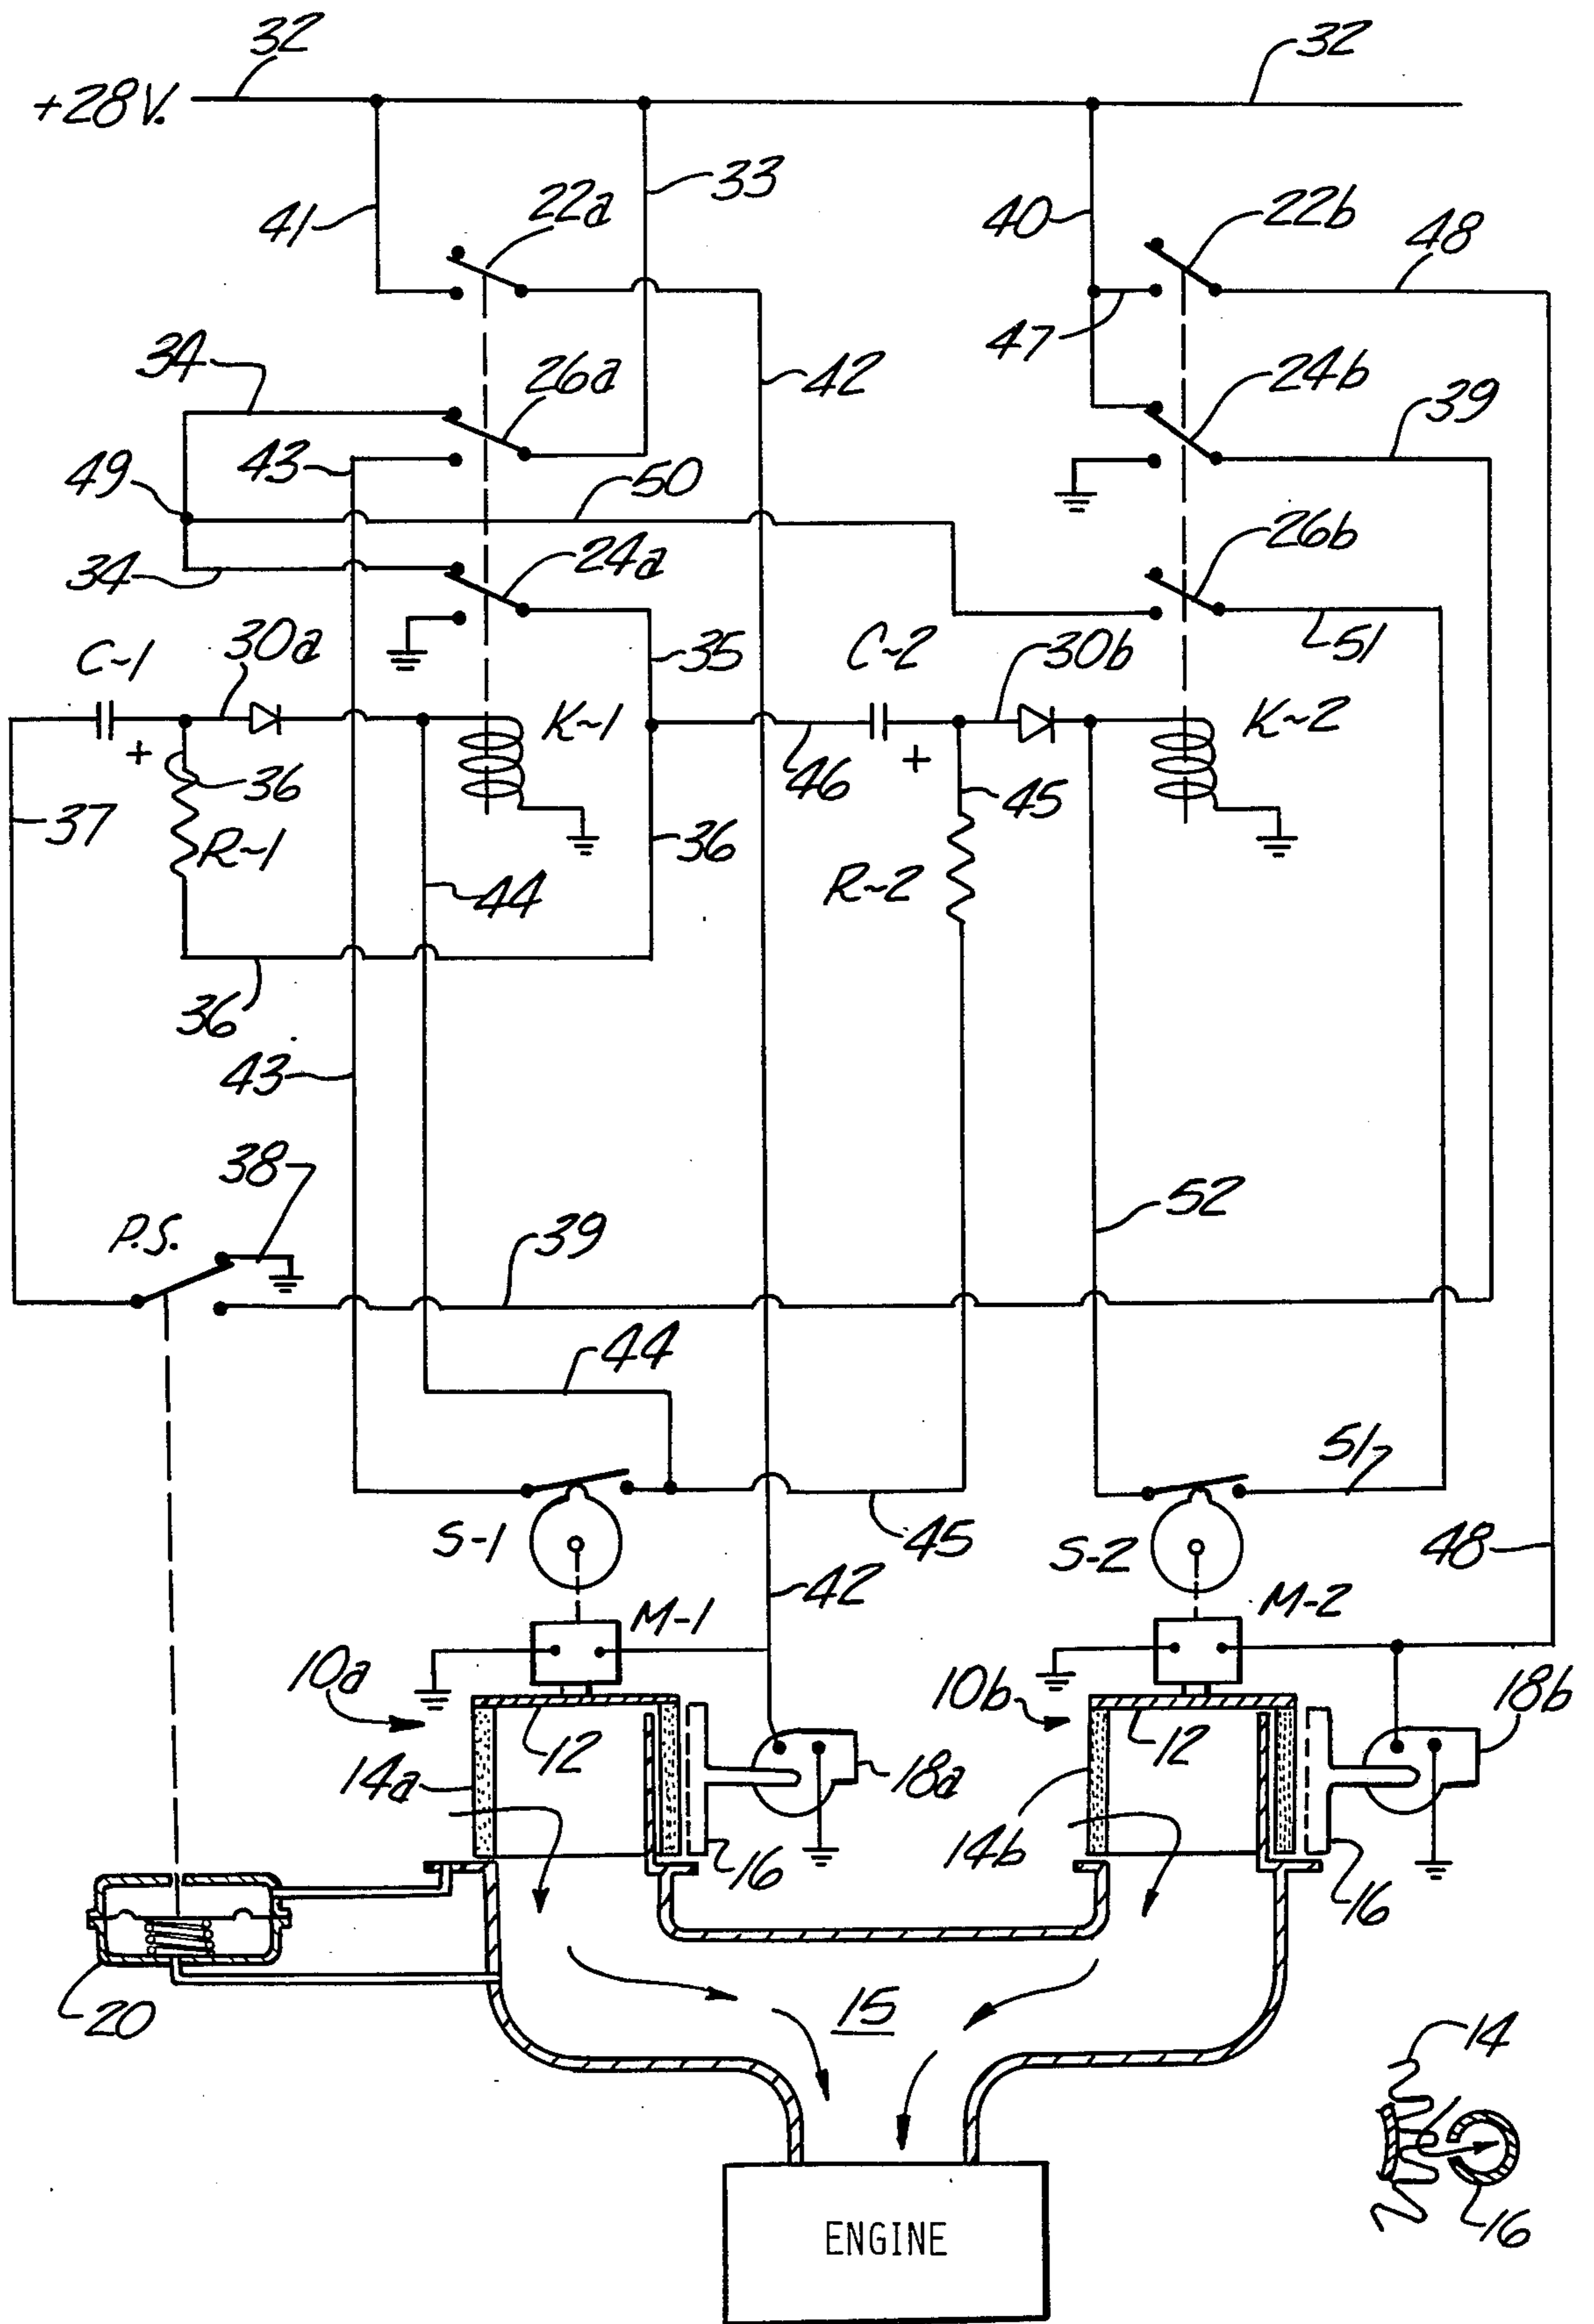 32
32
+28V.
33
41
22a
40
22b
48
47
34
26a
42
24b
39
43
49
50
34
24a
26b
C~1
30a
35
C~2
30b
51
K~1
K~2
+
36
46
+
45
37
R~1
36
R~2
44
36
43
38
52
P.S.
39
44
51
S-1
45
S-2
48
42
M-1
M-2
10a
10b
18b
12
12
14a
18a
14b
16
16
20
15
14
16
ENGINE